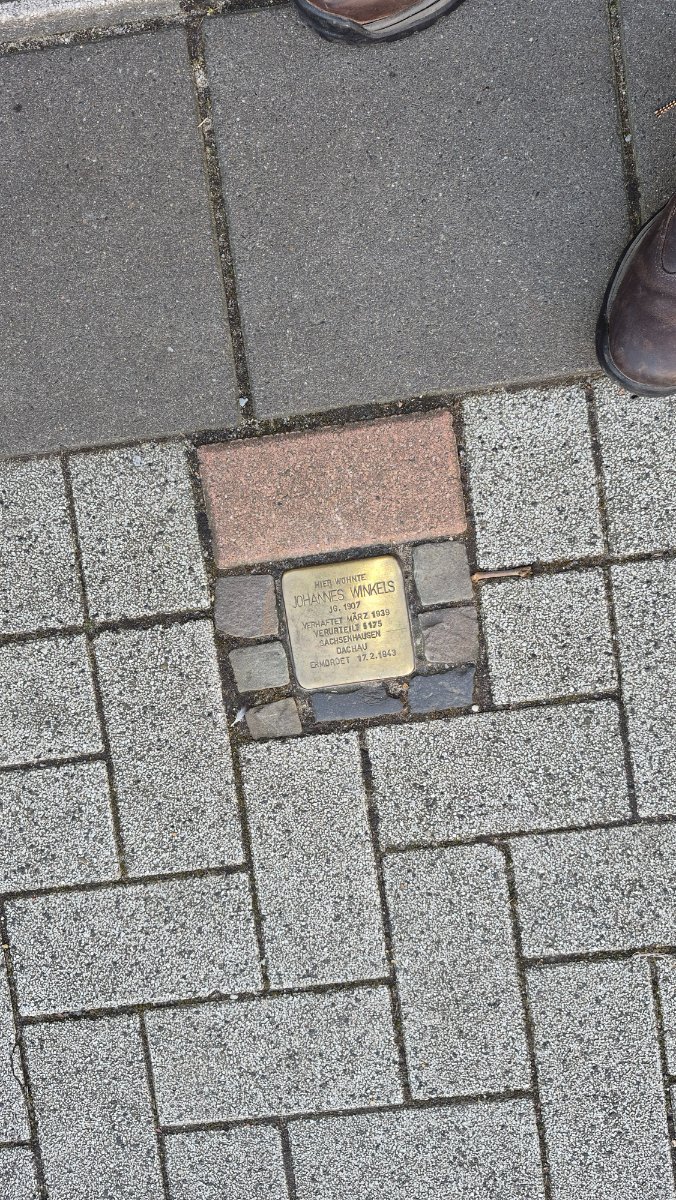 HIER WOHNTE
JOHANNES WINKELS
JG. 1907
VERHAFTET MÄRZ 1939
VERURTEILT §175
SACHSENHAUSEN
DACHAU
ERMORDET 17.2.1943